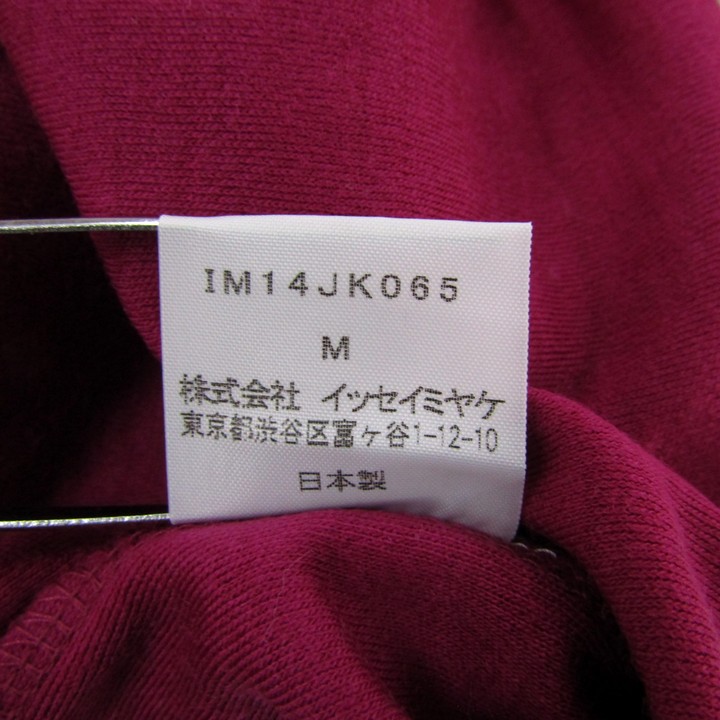 IM14JK065
M
株式会社 イッセイミヤケ
東京都渋谷区富ヶ谷1-12-10
日本製